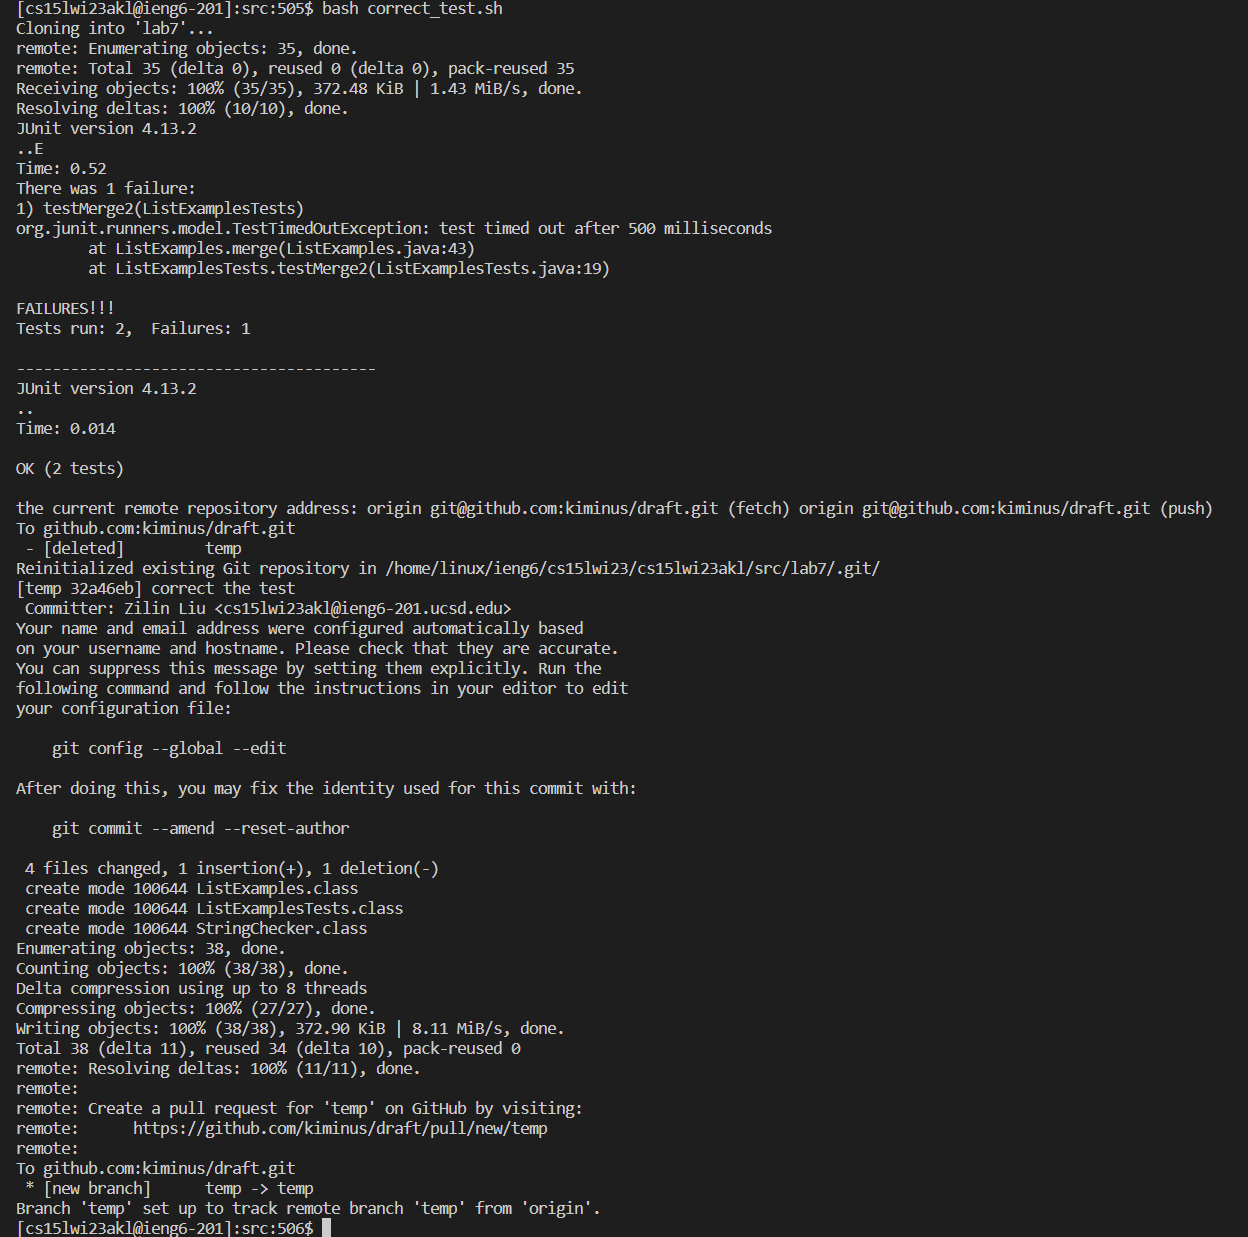 [cs15lwi23akl@ieng6-201]:src:505$ bash correct_test.sh
Cloning into 'lab7'...
remote: Enumerating objects: 35, done.
remote: Total 35 (delta 0), reused 0 (delta 0), pack-reused 35
Receiving objects: 100% (35/35), 372.48 KiB | 1.43 MiB/s, done.
Resolving deltas: 100% (10/10), done.
JUnit version 4.13.2
..E
Time: 0.52
There was 1 failure:
1) testMerge2(ListExamplesTests)
org.junit.runners.model.TestTimedOutException: test timed out after 500 milliseconds
        at ListExamples.merge(ListExamples.java:43)
        at ListExamplesTests.testMerge2(ListExamplesTests.java:19)

FAILURES!!!
Tests run: 2,  Failures: 1

----------------------------------------
JUnit version 4.13.2
..
Time: 0.014

OK (2 tests)

the current remote repository address: origin git@github.com:kiminus/draft.git (fetch) origin git@github.com:kiminus/draft.git (push)
To github.com:kiminus/draft.git
 - [deleted]         temp
Reinitialized existing Git repository in /home/linux/ieng6/cs15lwi23/cs15lwi23akl/src/lab7/.git/
[temp 32a46eb] correct the test
 Committer: Zilin Liu <cs15lwi23akl@ieng6-201.ucsd.edu>
Your name and email address were configured automatically based
on your username and hostname. Please check that they are accurate.
You can suppress this message by setting them explicitly. Run the
following command and follow the instructions in your editor to edit
your configuration file:

    git config --global --edit

After doing this, you may fix the identity used for this commit with:

    git commit --amend --reset-author

 4 files changed, 1 insertion(+), 1 deletion(-)
 create mode 100644 ListExamples.class
 create mode 100644 ListExamplesTests.class
 create mode 100644 StringChecker.class
Enumerating objects: 38, done.
Counting objects: 100% (38/38), done.
Delta compression using up to 8 threads
Compressing objects: 100% (27/27), done.
Writing objects: 100% (38/38), 372.90 KiB | 8.11 MiB/s, done.
Total 38 (delta 11), reused 34 (delta 10), pack-reused 0
remote: Resolving deltas: 100% (11/11), done.
remote:
remote: Create a pull request for 'temp' on GitHub by visiting:
remote:      https://github.com/kiminus/draft/pull/new/temp
remote:
To github.com:kiminus/draft.git
 * [new branch]      temp -> temp
Branch 'temp' set up to track remote branch 'temp' from 'origin'.
[cs15lwi23akl@ieng6-201]:src:506$